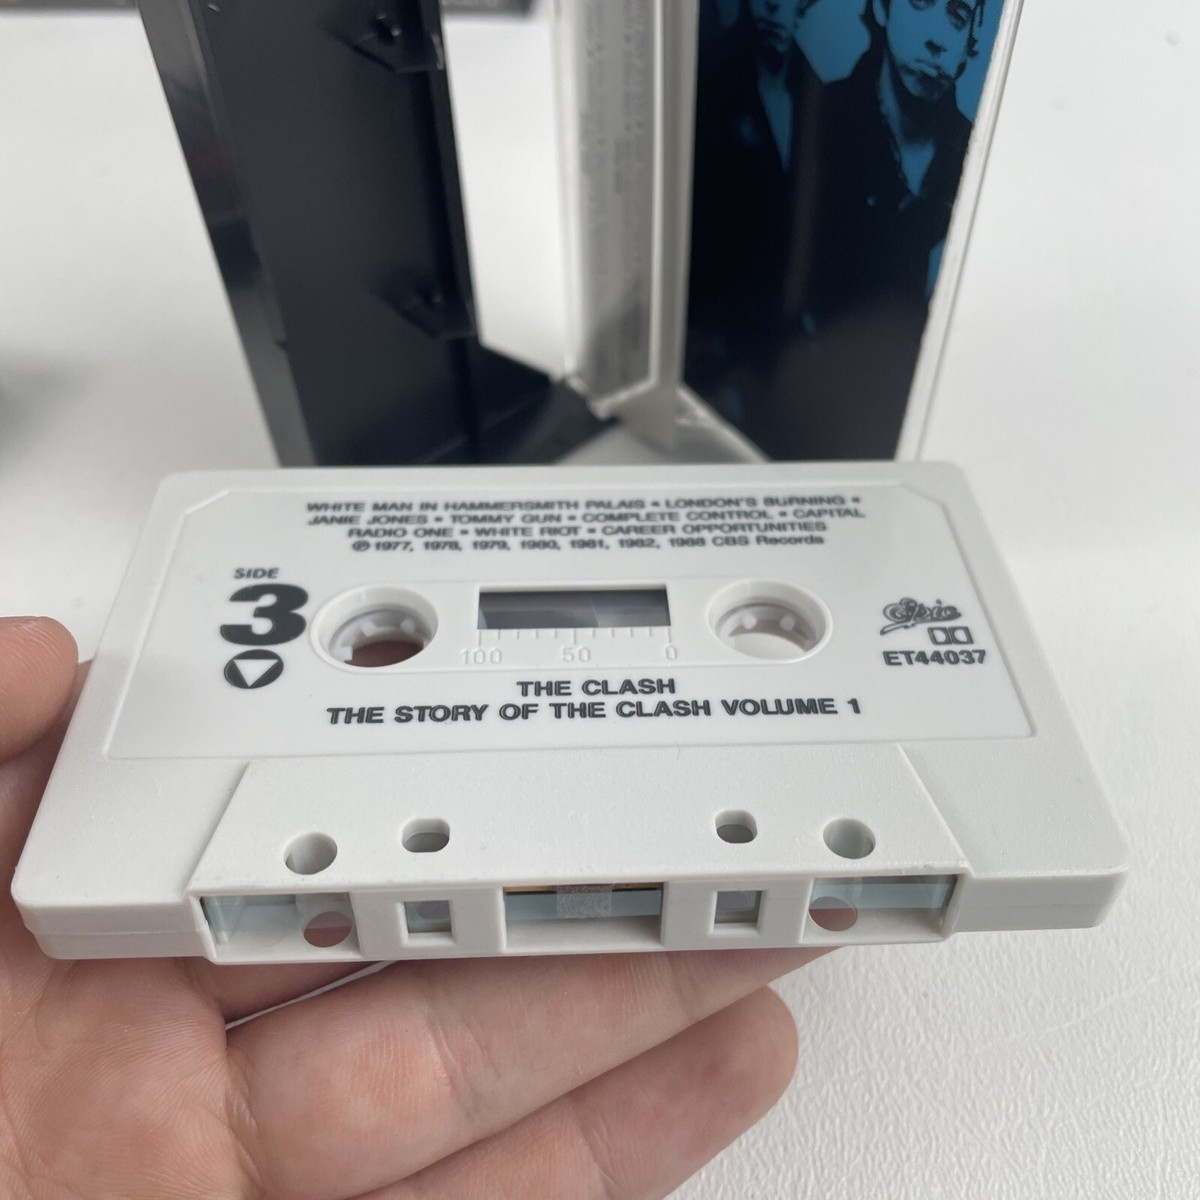 WHITE MAN IN HAMMERSMITH PALAIS • LONDON'S BURNING •
JANIE JONES • TOMMY GUN • COMPLETE CONTROL • CAPITAL
RADIO ONE • WHITE RIOT • CAREER OPPORTUNITIES
℗ 1977, 1978, 1979, 1980, 1981, 1982, 1988 CBS Records
SIDE
3
100 50 0
Epic
ET44037
THE CLASH
THE STORY OF THE CLASH VOLUME 1